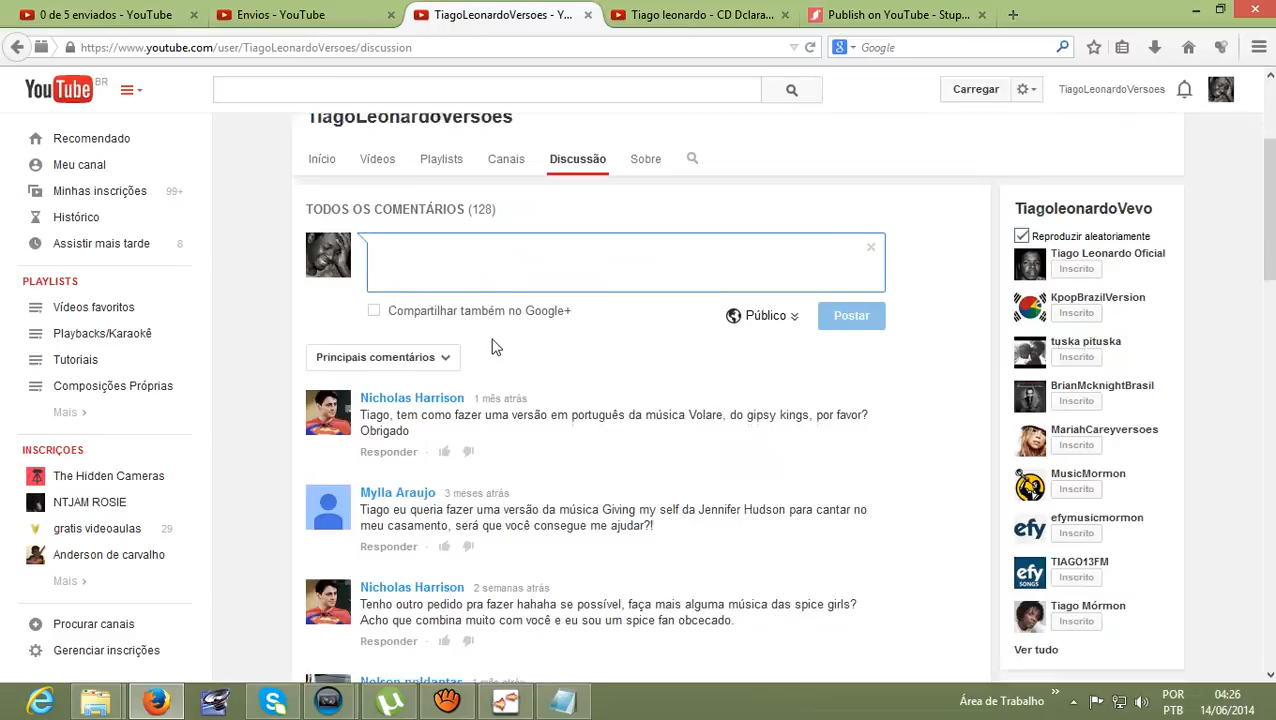 0 de 5 - YouTube
Envios - YouTube
TiagoLeonardoVersoes - Y...
Tiago leonardo - CD Dclara...
Publish on YouTube - Stup...
https://www.youtube.com/user/TiagoLeonardoVersoes/discussion
Google
YouTube BR
Carregar
TiagoLeonardoVersoes
TiagoLeonardoVersoes
Início
Vídeos
Playlists
Canais
Discussão
Sobre
Recomendado
Meu canal
Minhas inscrições 99+
Histórico
Assistir mais tarde 8
PLAYLISTS
Vídeos favoritos
Playbacks/Karaokê
Tutoriais
Composições Próprias
Mais
INSCRIÇOES
The Hidden Cameras
NTJAM ROSIE
gratis videoaulas 29
Anderson de carvalho
Mais
Procurar canais
Gerenciar inscrições
TODOS OS COMENTÁRIOS (128)
Compartilhar também no Google+
Público
Postar
Principais comentários
Nicholas Harrison 1 mês atrás
Tiago, tem como fazer uma versão em português da música Volare, do gipsy kings, por favor?
Obrigado
Responder
Mylla Araujo 3 meses atrás
Tiago eu queria fazer uma versão da música Giving my self da Jennifer Hudson para cantar no
meu casamento, será que você consegue me ajudar?!
Responder
Nicholas Harrison 2 semanas atrás
Tenho outro pedido pra fazer hahaha se possível, faça mais alguma música das spice girls?
Acho que combina muito com você e eu sou um spice fan obcecado.
Responder
TiagoleonardoVevo
Reproduzir aleatoriamente
Tiago Leonardo Oficial
Inscrito
KpopBrazilVersion
Inscrito
tuska pituska
Inscrito
BrianMcknightBrasil
Inscrito
MariahCareyversoes
Inscrito
MusicMormon
Inscrito
efymusicmormon
Inscrito
TIAGO13FM
Inscrito
Tiago Mórmon
Inscrito
Ver tudo
Área de Trabalho
POR
PTB
04:26
14/06/2014